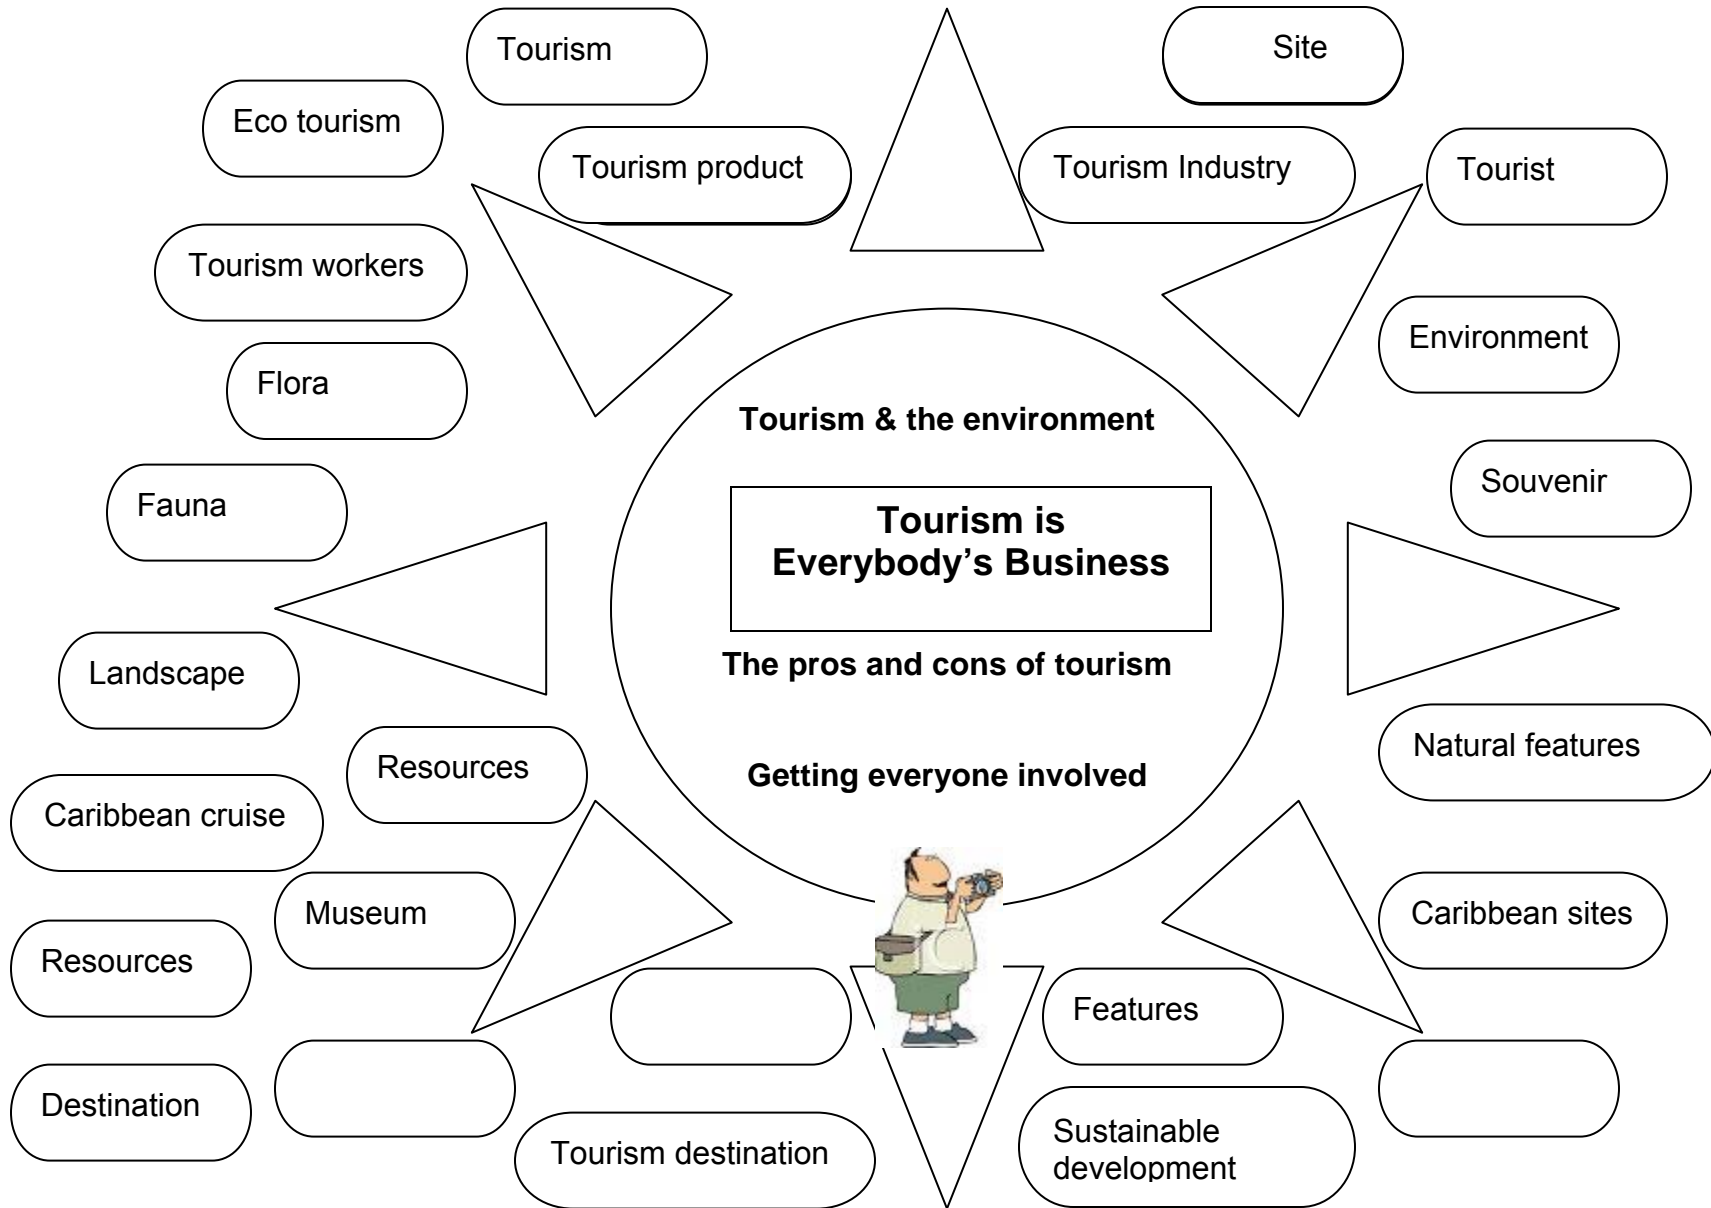 Tourism
Site
Eco tourism
Tourism product
Tourism Industry
Tourist
Tourism workers
Environment
Flora
Tourism & the environment
Fauna
Souvenir
Tourism is
Everybody’s Business
Landscape
The pros and cons of tourism
Natural features
Resources
Getting everyone involved
Caribbean cruise
Museum
Caribbean sites
Resources
Features
Destination
Tourism destination
Sustainable
development